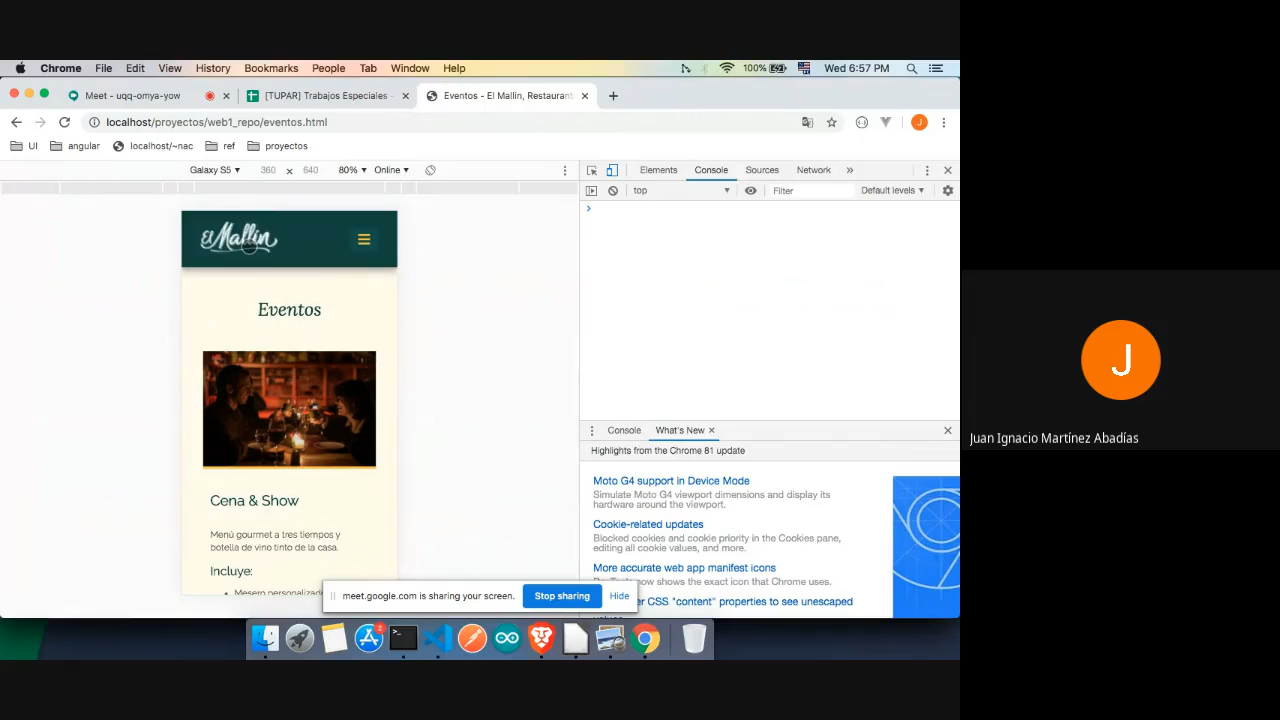 Chrome File Edit View History Bookmarks People Tab Window Help 100% Wed 6:57 PM
Meet - uqq-omya-yow
[TUPAR] Trabajos Especiales -
Eventos - El Mallin, Restaurant
localhost/proyectos/web1_repo/eventos.html
UI angular localhost/~nac ref proyectos
Galaxy S5 360 × 640 80% Online
Elements Console Sources Network
top Filter Default levels
El Mallin
Eventos
Cena & Show
Menú gourmet a tres tiempos y
botella de vino tinto de la casa.
Incluye:
Mesero personalizado
Console What's New
Highlights from the Chrome 81 update
Moto G4 support in Device Mode
Simulate Moto G4 viewport dimensions and display its
hardware around the viewport.
Cookie-related updates
Blocked cookies and cookie priority in the Cookies pane,
editing all cookie values, and more.
More accurate web app manifest icons
now shows the exact icon that Chrome uses.
CSS "content" properties to see unescaped
meet.google.com is sharing your screen. Stop sharing Hide
J
Juan Ignacio Martínez Abadías